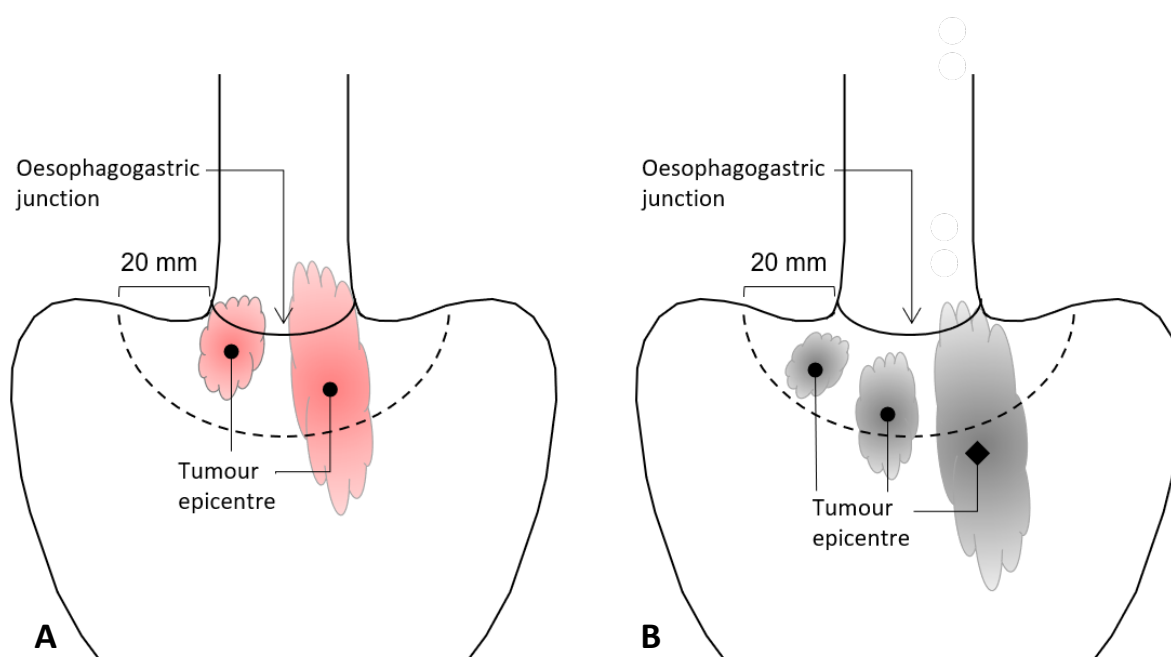 Oesophagogastric
junction
20 mm
Tumour
epicentre
A
Oesophagogastric
junction
20 mm
Tumour
epicentre
B